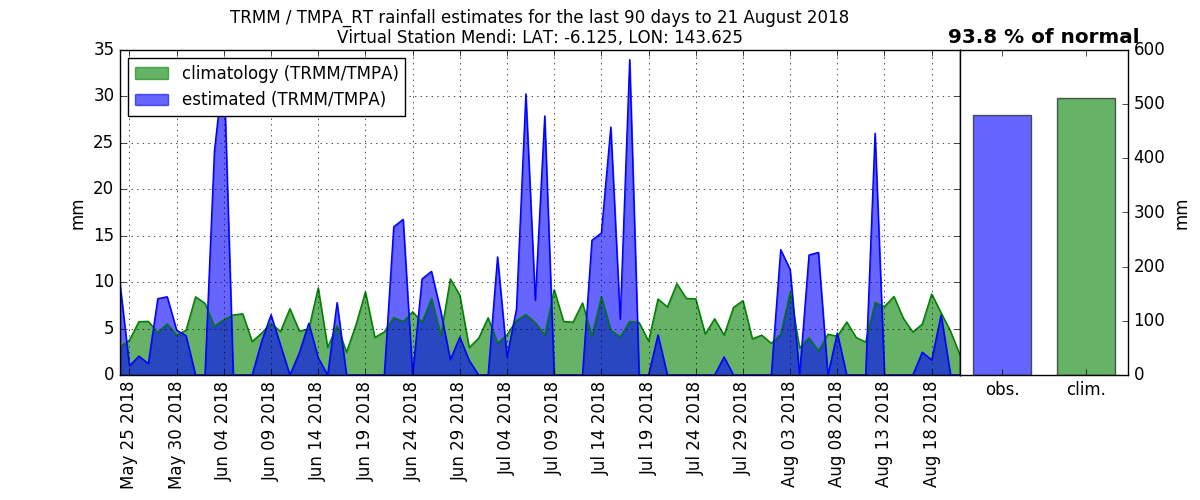 TRMM / TMPA_RT rainfall estimates for the last 90 days to 21 August 2018
Virtual Station Mendi: LAT: -6.125, LON: 143.625
93.8 % of normal
climatology (TRMM/TMPA)
estimated (TRMM/TMPA)
mm
35
30
25
20
15
10
5
0
May 25 2018
May 30 2018
Jun 04 2018
Jun 09 2018
Jun 14 2018
Jun 19 2018
Jun 24 2018
Jun 29 2018
Jul 04 2018
Jul 09 2018
Jul 14 2018
Jul 19 2018
Jul 24 2018
Jul 29 2018
Aug 03 2018
Aug 08 2018
Aug 13 2018
Aug 18 2018
obs.
clim.
600
500
400
300
200
100
0
mm